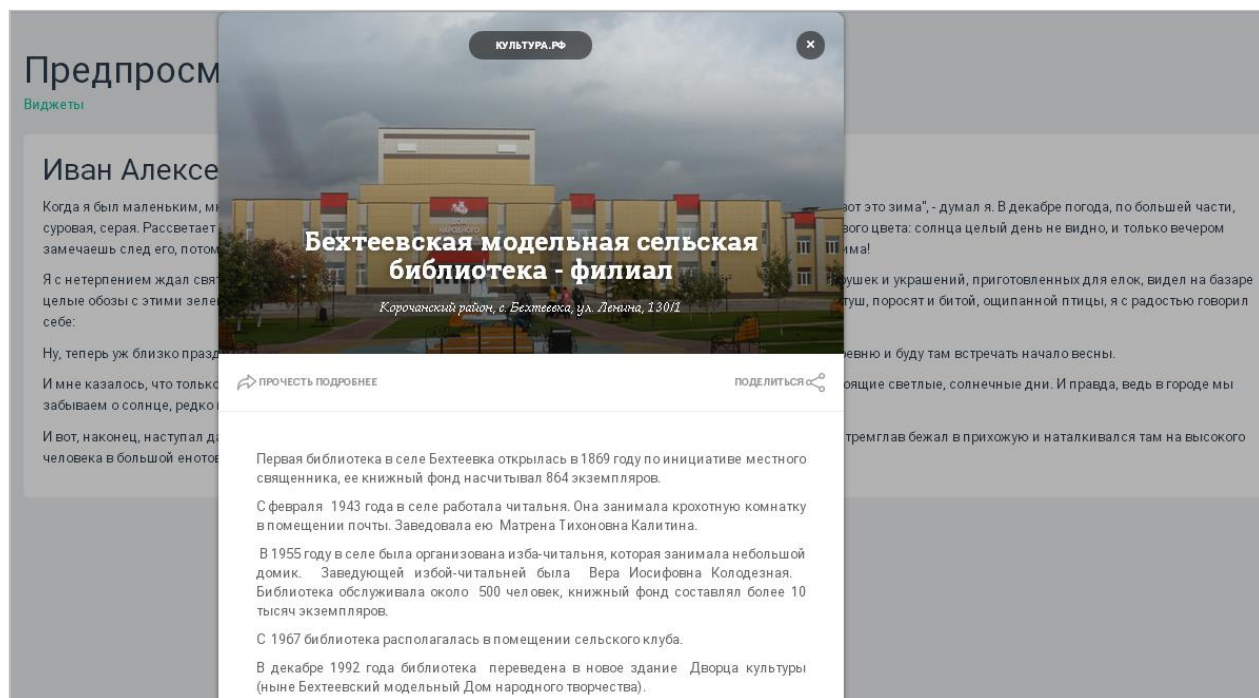 Предпросм
Виджеты
Иван Алексе
Когда я был маленьким, мн
суровая, серая. Рассветает
замечаешь след его, потом
Я с нетерпением ждал свят
целые обозы с этими зеле
себе:
Ну, теперь уж близко празд
И мне казалось, что только
забываем о солнце, редко
И вот, наконец, наступал да
человека в большой енотов
КУЛЬТУРА.РФ
НАРОДНОГО
Бехтеевская модельная сельская
библиотека - филиал
Корочанский район, с. Бехтеевка, ул. Ленина, 130/1
ПРОЧЕСТЬ ПОДРОБНЕЕ
ПОДЕЛИТЬСЯ
Первая библиотека в селе Бехтеевка открылась в 1869 году по инициативе местного
священника, ее книжный фонд насчитывал 864 экземпляров.
С февраля 1943 года в селе работала читальня. Она занимала крохотную комнатку
в помещении почты. Заведовала ею Матрена Тихоновна Калитина.
В 1955 году в селе была организована изба-читальня, которая занимала небольшой
домик. Заведующей избой-читальней была Вера Иосифовна Колодезная.
Библиотека обслуживала около 500 человек, книжный фонд составлял более 10
тысяч экземпляров.
С 1967 библиотека располагалась в помещении сельского клуба.
В декабре 1992 года библиотека переведена в новое здание Дворца культуры
(ныне Бехтеевский модельный Дом народного творчества).
вот это зима", - думал я. В декабре погода, по большей части,
вого цвета: солнца целый день не видно, и только вечером
има!
рушек и украшений, приготовленных для елок, видел на базаре
туш, поросят и битой, ощипанной птицы, я с радостью говорил
ревню и буду там встречать начало весны.
оящие светлые, солнечные дни. И правда, ведь в городе мы
тремглав бежал в прихожую и наталкивался там на высокого